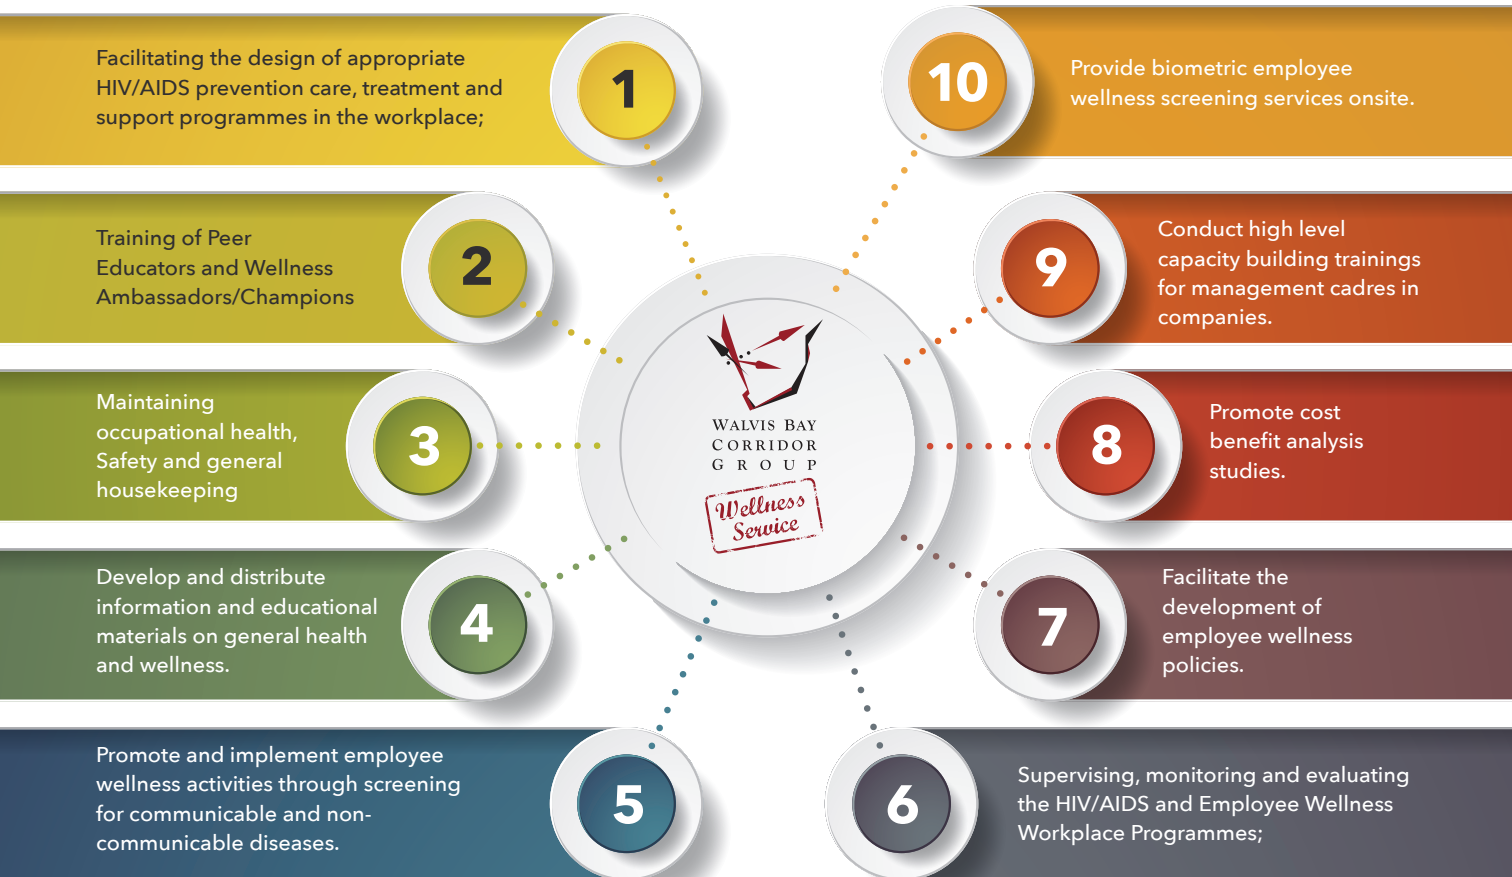 1
Facilitating the design of appropriate
HIV/AIDS prevention care, treatment and
support programmes in the workplace;
2
Training of Peer
Educators and Wellness
Ambassadors/Champions
3
Maintaining
occupational health,
Safety and general
housekeeping
4
Develop and distribute
information and educational
materials on general health
and wellness.
5
Promote and implement employee
wellness activities through screening
for communicable and non-
communicable diseases.
WALVIS BAY
CORRIDOR
GROUP
Wellness
Service
10
Provide biometric employee
wellness screening services onsite.
9
Conduct high level
capacity building trainings
for management cadres in
companies.
8
Promote cost
benefit analysis
studies.
7
Facilitate the
development of
employee wellness
policies.
6
Supervising, monitoring and evaluating
the HIV/AIDS and Employee Wellness
Workplace Programmes;